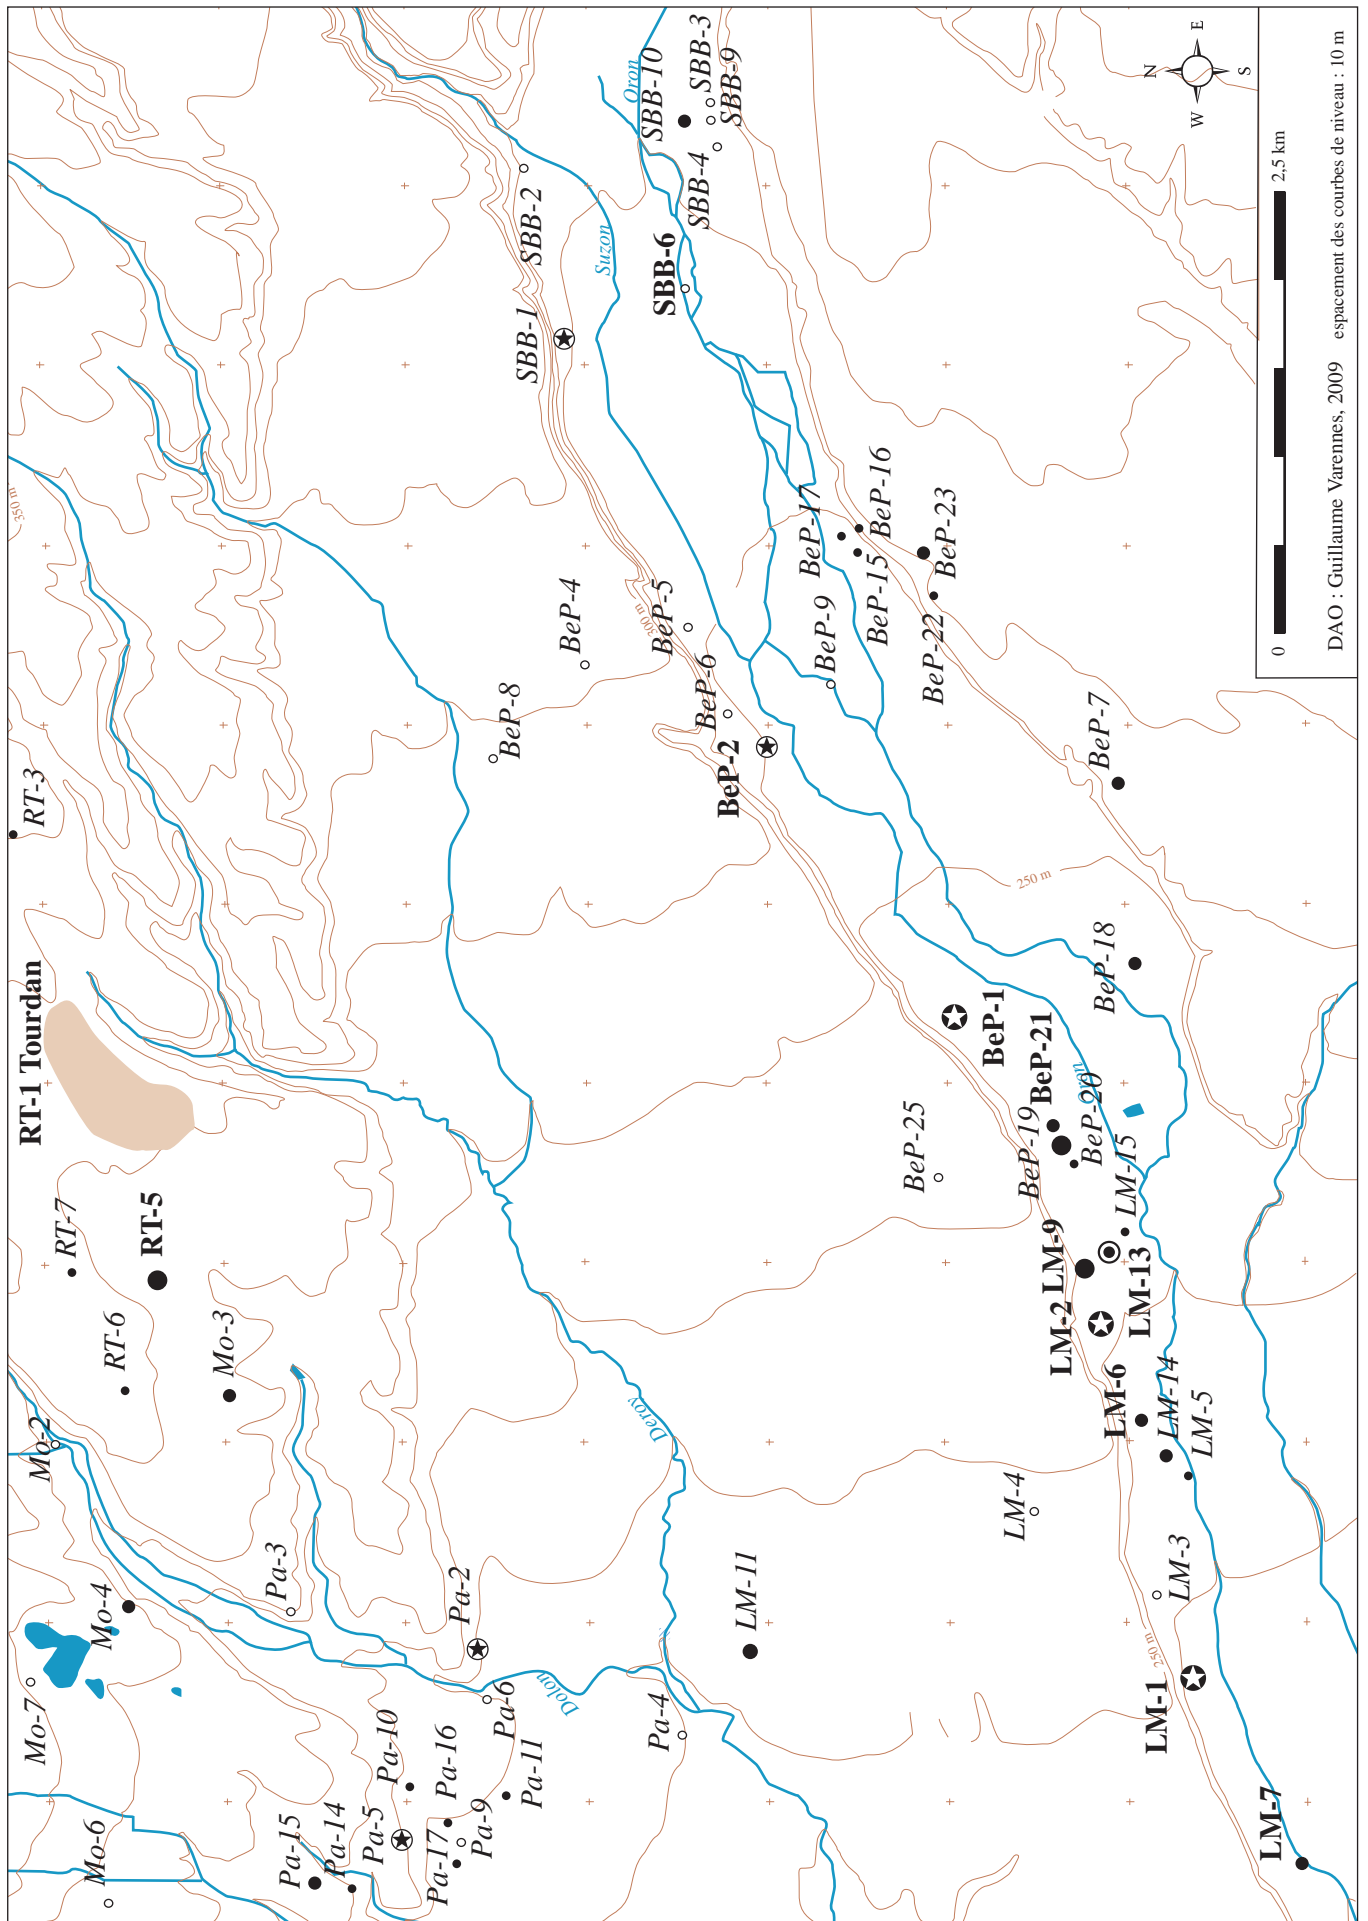 Mo-6
Mo-7
Mo-4
Mo-2
Mo-3
RT-6
RT-7
RT-5
RT-1 Tourdan
RT-3
350 m
Pa-3
Pa-15
Pa-14
Pa-5
Pa-10
Pa-16
Pa-17
Pa-9
Pa-11
Pa-6
Pa-2
Dolon
Pa-4
Deroy
LM-11
BeP-8
BeP-4
BeP-5
300 m
BeP-6
BeP-2
SBB-1
SBB-2
Suzon
Oron
SBB-10
SBB-3
SBB-9
SBB-4
SBB-6
BeP-17
BeP-16
BeP-15
BeP-9
BeP-23
BeP-22
BeP-7
250 m
BeP-18
BeP-1
BeP-21
Oron
BeP-20
BeP-19
BeP-25
LM-15
LM-9
LM-13
LM-2
LM-6
LM-14
LM-5
LM-4
LM-3
250 m
LM-1
LM-7
N
E
S
W
0
2,5 km
DAO : Guillaume Varennes, 2009 espacement des courbes de niveau : 10 m